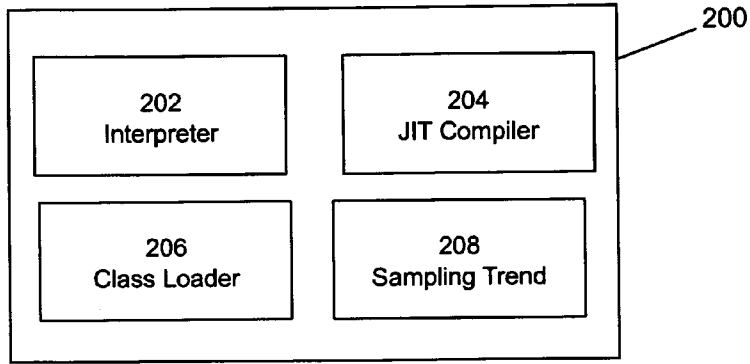 200
202
Interpreter
204
JIT Compiler
206
Class Loader
208
Sampling Trend